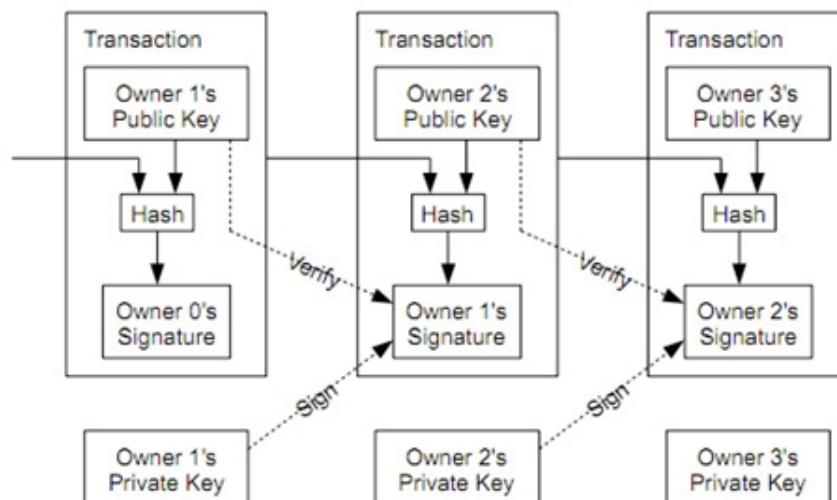 Transaction
Transaction
Transaction
Owner 1's
Public Key
Owner 2's
Public Key
Owner 3's
Public Key
Hash
Hash
Hash
Verify
Verify
Owner 0's
Signature
Owner 1's
Signature
Owner 2's
Signature
Sign
Sign
Owner 1's
Private Key
Owner 2's
Private Key
Owner 3's
Private Key